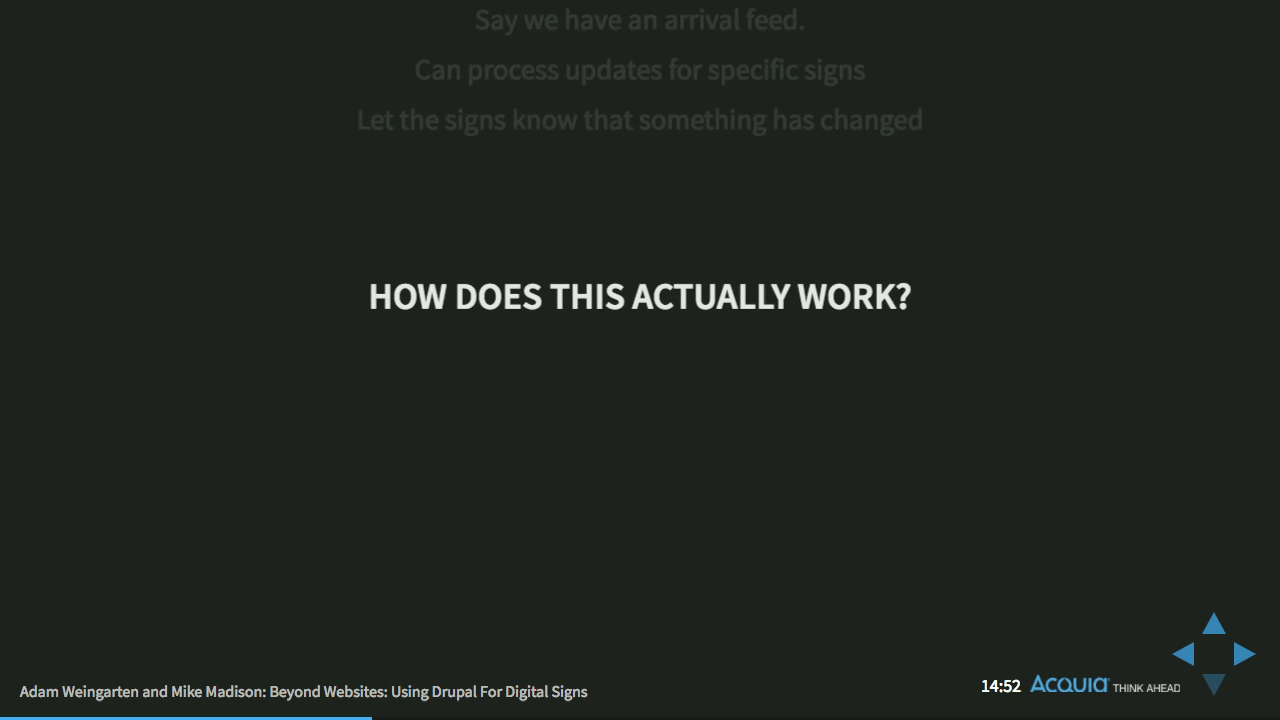 Say we have an arrival feed.
Can process updates for specific signs
Let the signs know that something has changed
HOW DOES THIS ACTUALLY WORK?
Adam Weingarten and Mike Madison: Beyond Websites: Using Drupal For Digital Signs
14:52 Acquia THINK AHEAD